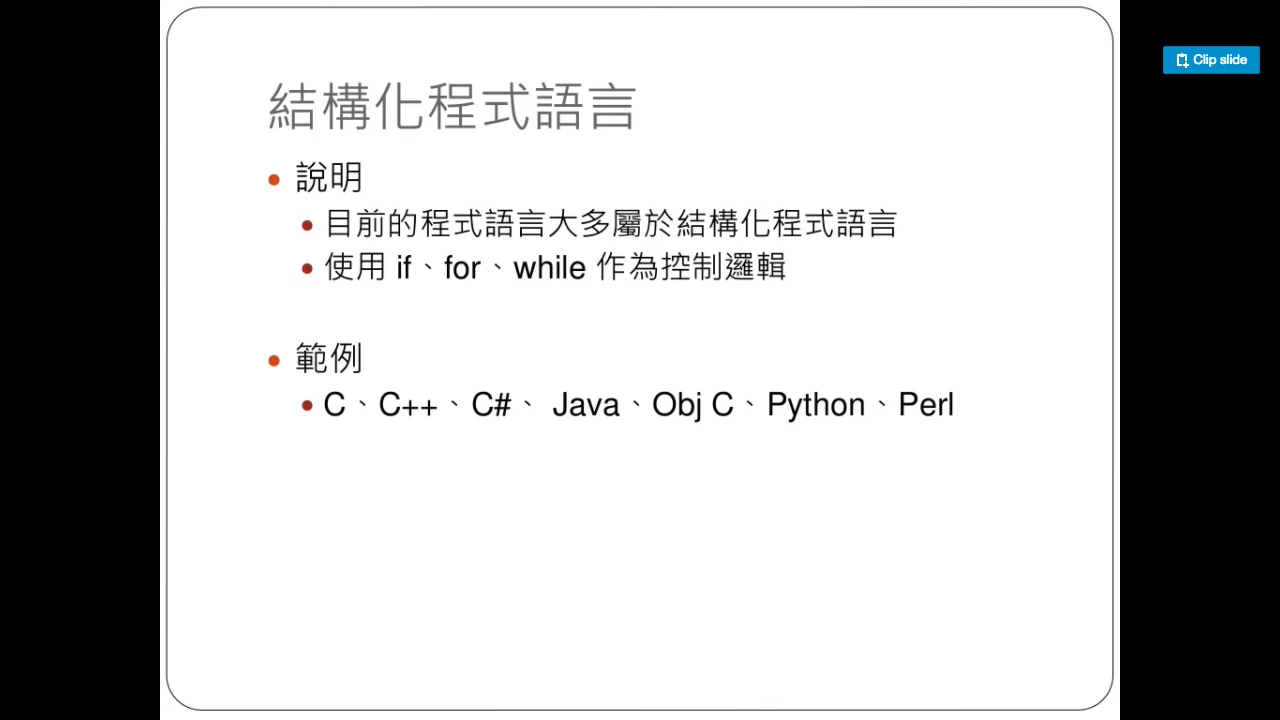 Clip slide
結構化程式語言
說明
目前的程式語言大多屬於結構化程式語言
使用 if、for、while 作為控制邏輯
範例
C、C++、C#、 Java、Obj C、Python、Perl